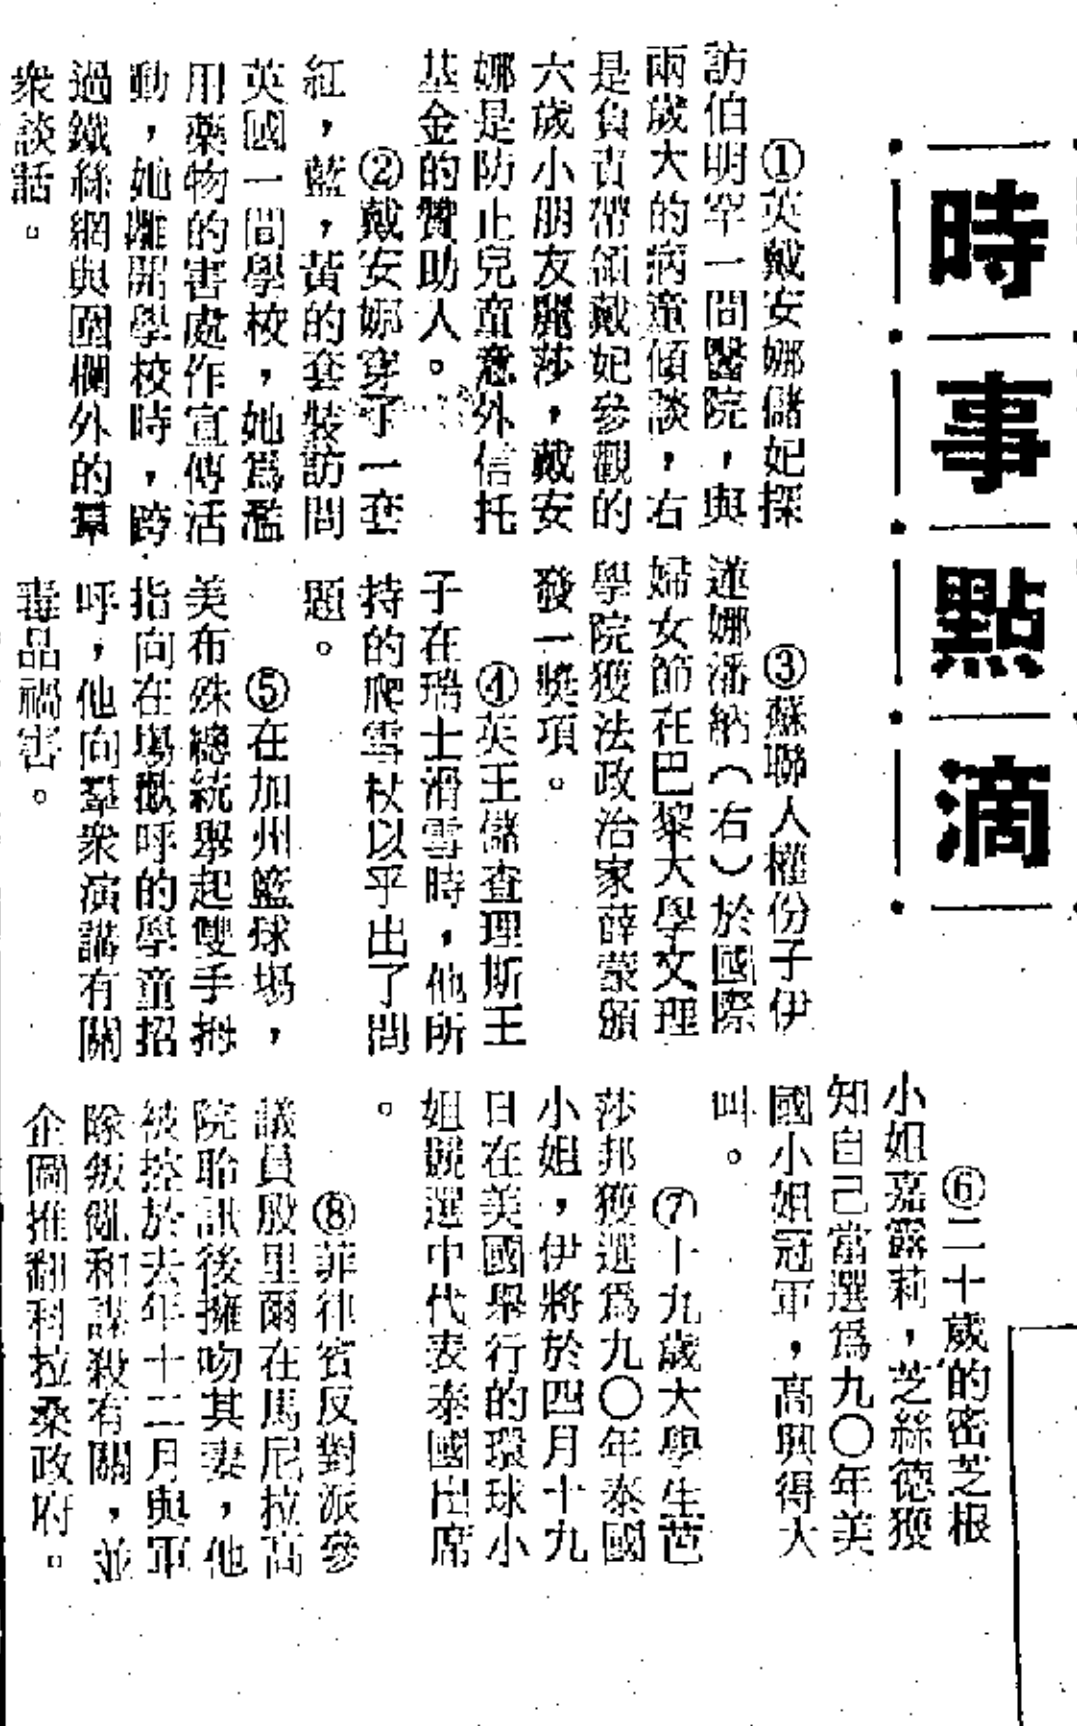 時事點滴
①英戴安娜儲妃探
訪伯明罕一間醫院，與
兩歲大的病童傾談，右
是負責帶領戴妃參觀的
六歲小朋友麗莎，戴安
娜是防止兒童意外信托
基金的贊助人。
②戴安娜穿了一套
紅，藍，黃的套裝訪問
英國一間學校，她爲濫
用藥物的害處作宣傳活
動，她離開學校時，跨
過鐵絲網與圍欄外的羣
衆談話。
③蘇聯人權份子伊
蓮娜潘納（右）於國際
婦女節在巴黎大學文理
學院獲法政治家薛蒙頒
發一獎項。
④英王儲查理斯王
子在瑞士滑雪時，他所
持的爬雪杖以乎出了問
題。
⑤在加州籃球場，
美布殊總統舉起雙手拇
指向在場歡呼的學童招
呼，他向羣衆演講有關
毒品禍害。
⑥二十歲的密芝根
小姐嘉露莉，芝絲德獲
知自己當選爲九〇年美
國小姐冠軍，高興得大
叫。
⑦十九歲大學生芭
莎邦獲選爲九〇年泰國
小姐，伊將於四月十九
日在美國舉行的環球小
姐競選中代表泰國出席
。
⑧菲律賓反對派參
議員殷里爾在馬尼拉高
院聆訊後擁吻其妻，他
被控於去年十二月與軍
隊叛亂和謀殺有關，並
企圖推翻科拉桑政府。